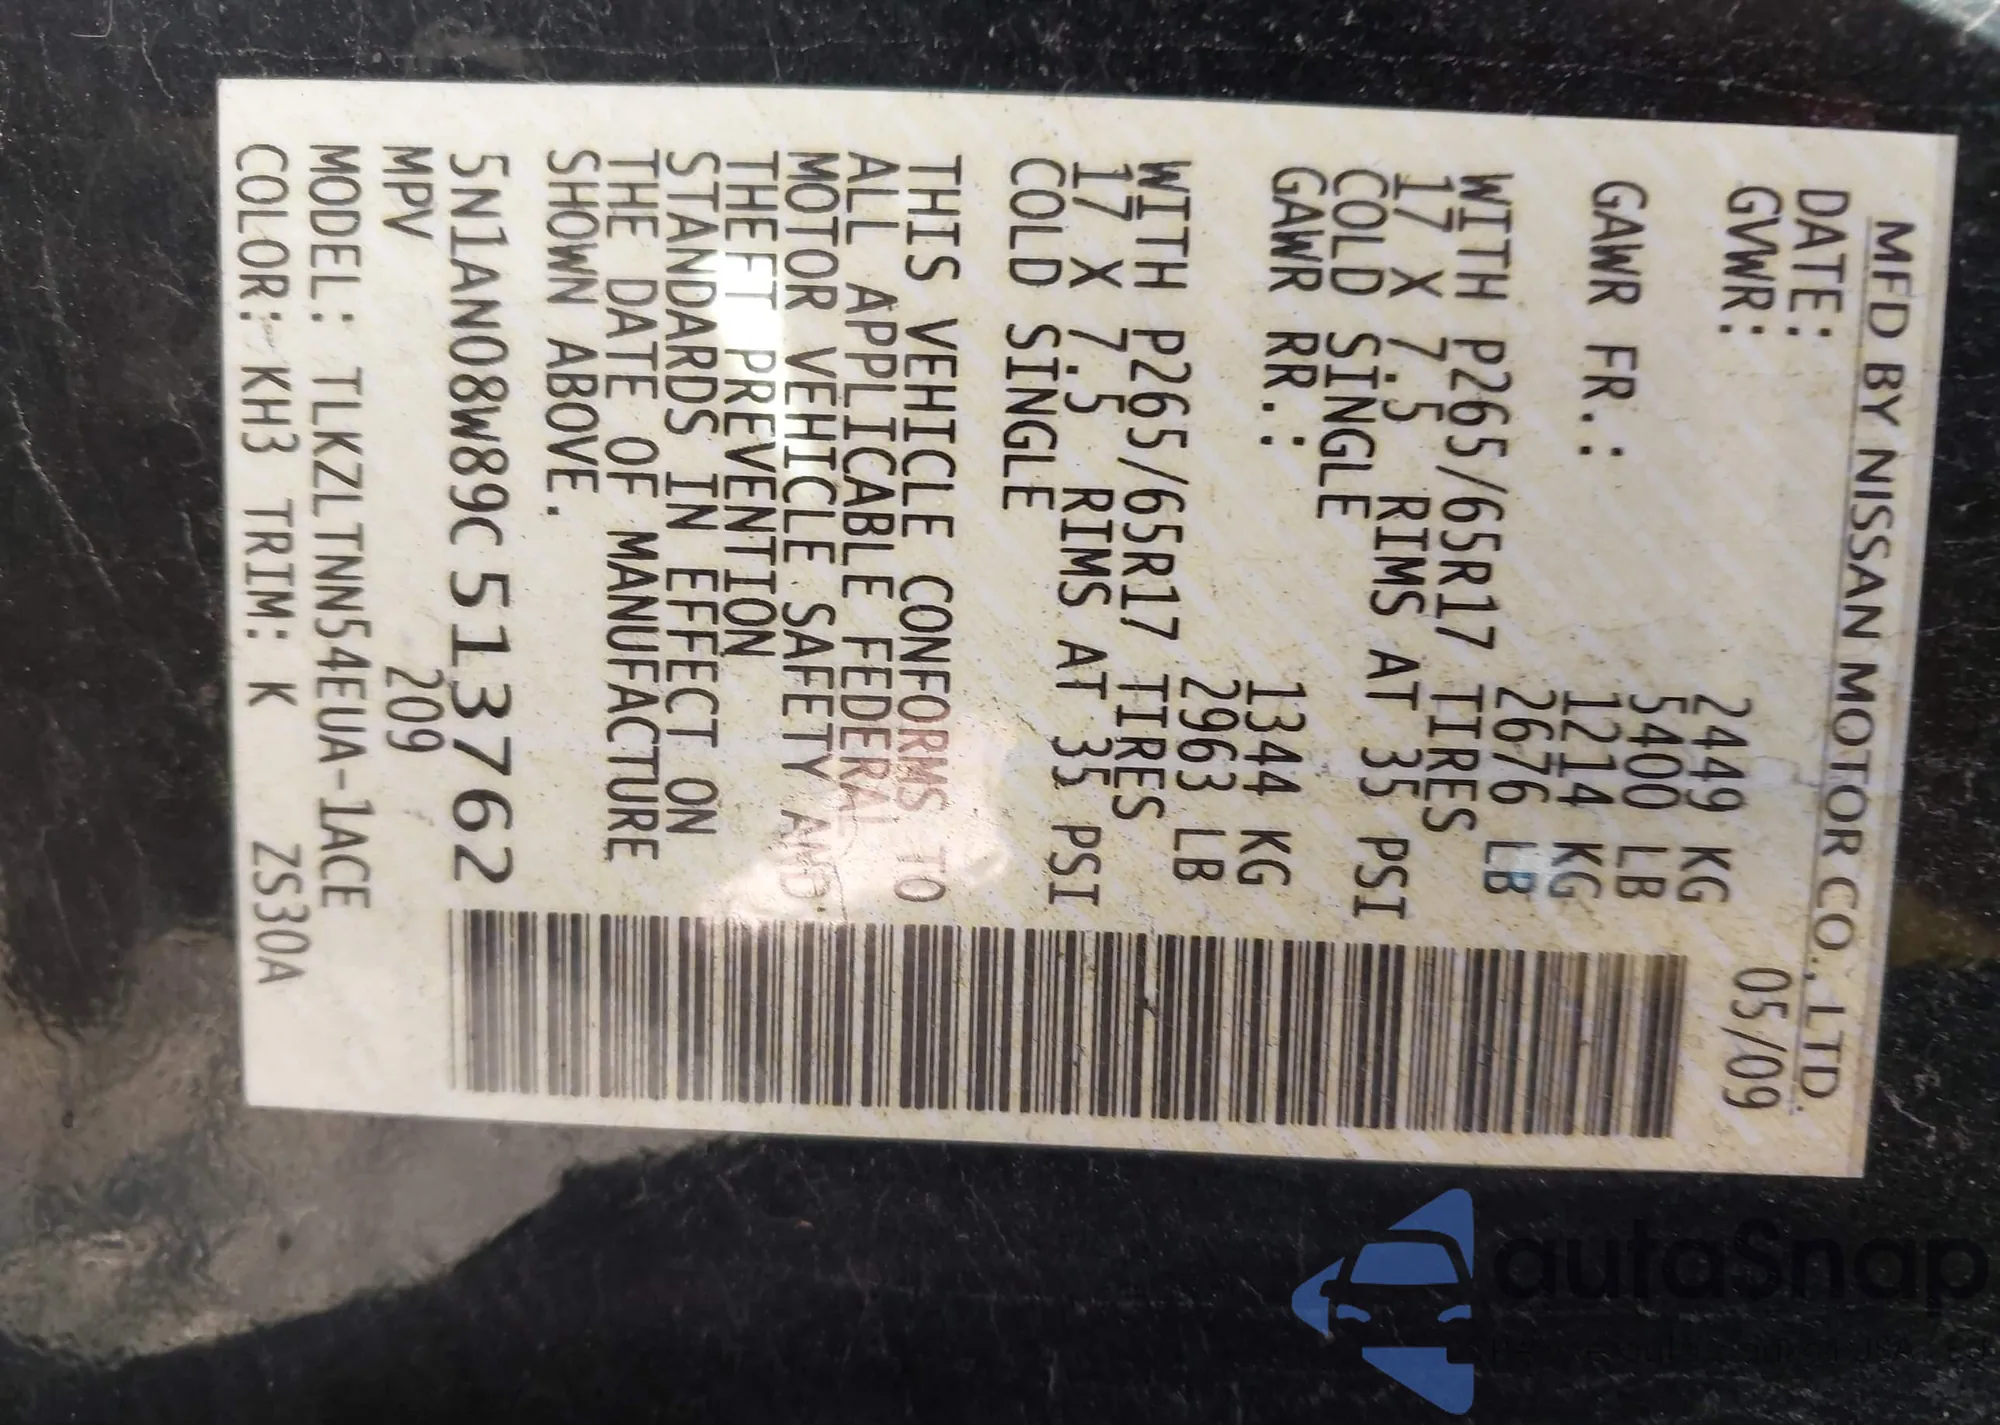 MFD BY NISSAN MOTOR CO., LTD.
DATE: 05/09
GVWR: 2449 KG
5400 LB
GAWR FR.: 1214 KG
2676 LB
WITH P265/65R17 TIRES
17 X 7.5 RIMS AT 35 PSI
COLD SINGLE
GAWR RR.: 1344 KG
2963 LB
WITH P265/65R17 TIRES
17 X 7.5 RIMS AT 35 PSI
COLD SINGLE
THIS VEHICLE CONFORMS TO
ALL APPLICABLE FEDERAL
MOTOR VEHICLE SAFETY AND
THEFT PREVENTION
STANDARDS IN EFFECT ON
THE DATE OF MANUFACTURE
SHOWN ABOVE.
5N1AN08W89C513762
MPV 209
MODEL: TLKZLTNN54EUA-1ACE
COLOR: KH3 TRIM: K ZS30A
autaSnap